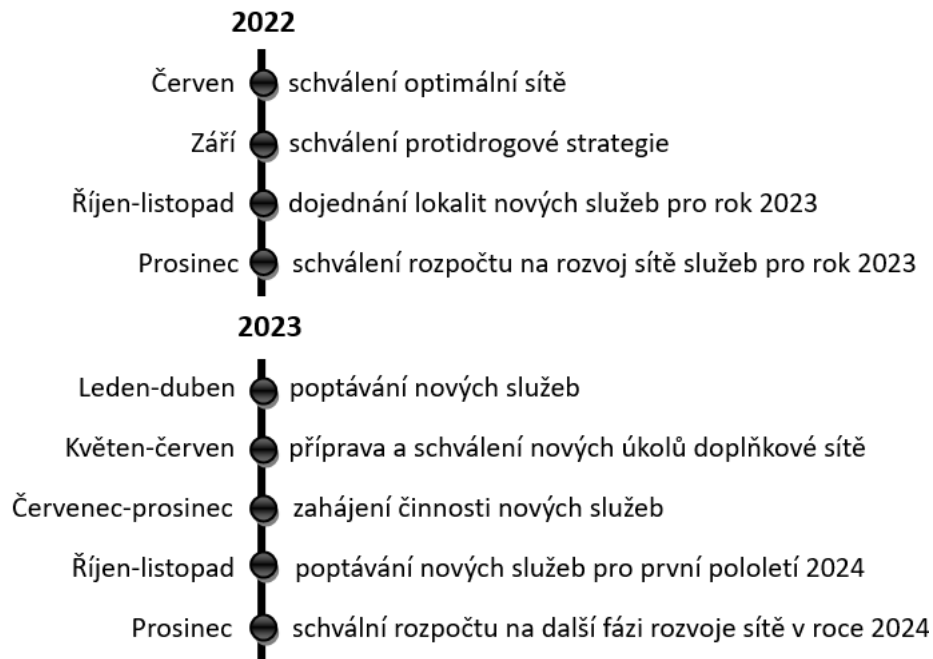 2022
Červen schválení optimální sítě
Září schválení protidrogové strategie
Říjen-listopad dojednání lokalit nových služeb pro rok 2023
Prosinec schválení rozpočtu na rozvoj sítě služeb pro rok 2023
2023
Leden-duben poptávání nových služeb
Květen-červen příprava a schválení nových úkolů doplňkové sítě
Červenec-prosinec zahájení činnosti nových služeb
Říjen-listopad poptávání nových služeb pro první pololetí 2024
Prosinec schvální rozpočtu na další fázi rozvoje sítě v roce 2024